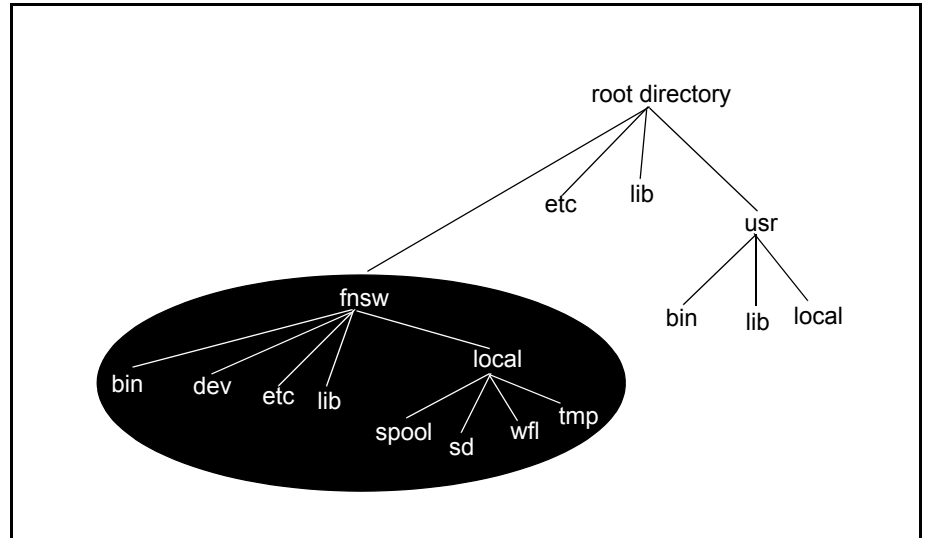 root directory
etc
lib
usr
bin
lib
local
fnsw
bin
dev
etc
lib
local
spool
sd
wfl
tmp